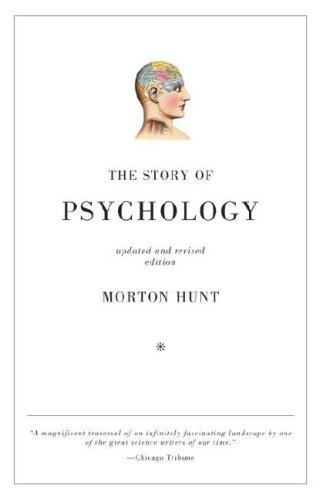 THE STORY OF
PSYCHOLOGY
updated and revised
edition
MORTON HUNT
*
"A magnificent traversal of an infinitely fascinating landscape by one
of the great science writers of our time."
—Chicago Tribune